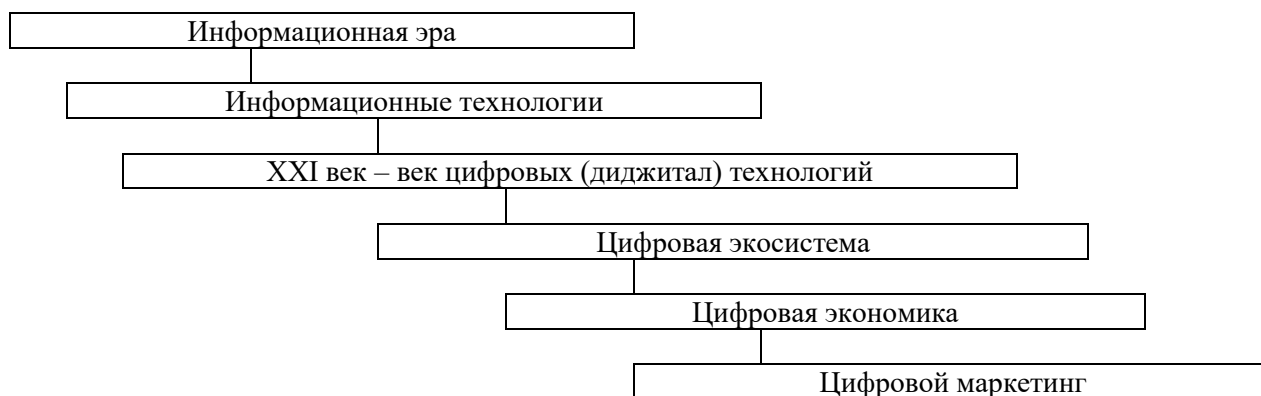 Информационная эра
Информационные технологии
XXI век – век цифровых (диджитал) технологий
Цифровая экосистема
Цифровая экономика
Цифровой маркетинг